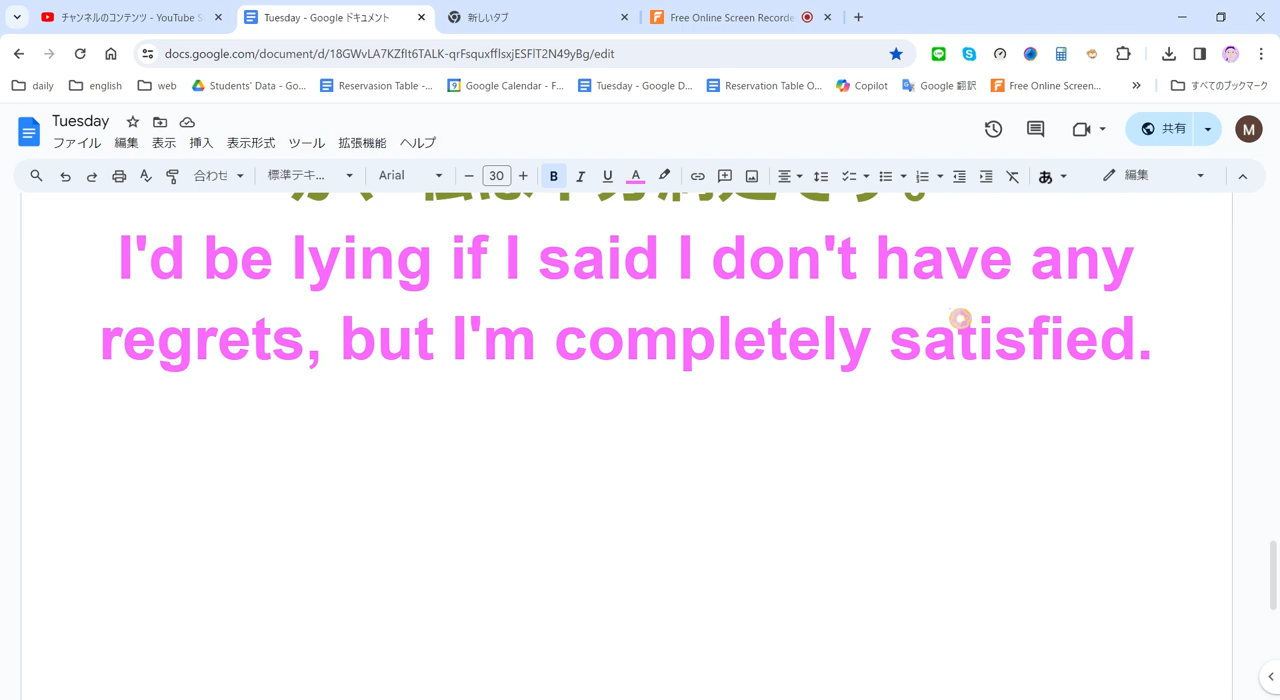 チャンネルのコンテンツ - YouTube S
Tuesday - Google ドキュメント
新しいタブ
Free Online Screen Recorde
docs.google.com/document/d/18GWvLA7KZflt6TALK-qrFsquxfflsxjESFlT2N49yBg/edit
daily
english
web
Students' Data - Go...
Reservasion Table -...
Google Calendar - F...
Tuesday - Google D...
Reservation Table O...
Copilot
Google 翻訳
Free Online Screen...
すべてのブックマーク
Tuesday
ファイル 編集 表示 挿入 表示形式 ツール 拡張機能 ヘルプ
共有
M
合わせ
標準テキ...
Arial
30
B I U A
あ
編集
I'd be lying if I said I don't have any
regrets, but I'm completely satisfied.